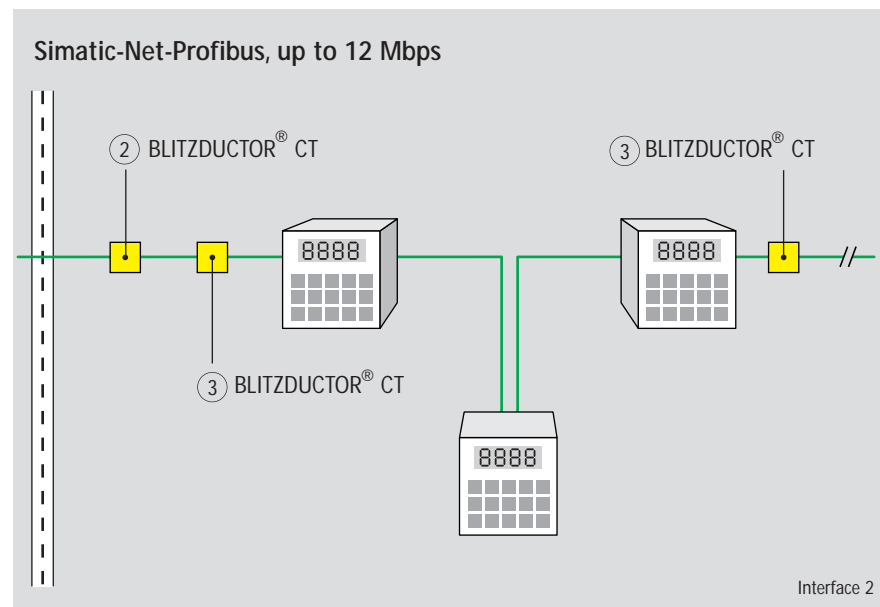 Simatic-Net-Profibus, up to 12 Mbps
2 BLITZDUCTOR® CT
3 BLITZDUCTOR® CT
8888
8888
3 BLITZDUCTOR® CT
8888
Interface 2